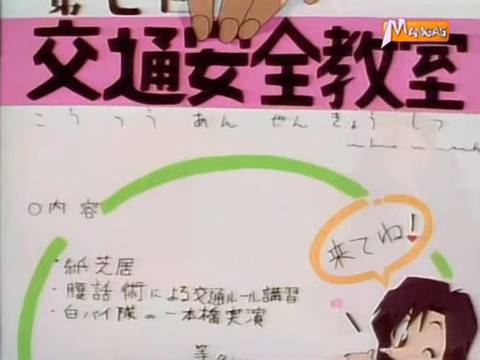 MANGAS
交通安全教室
こうつうあんぜんきょうしつ
○内容
・紙芝居
・腹話術による交通ルール講習
・白バイ隊の一本橋実演
来てね!